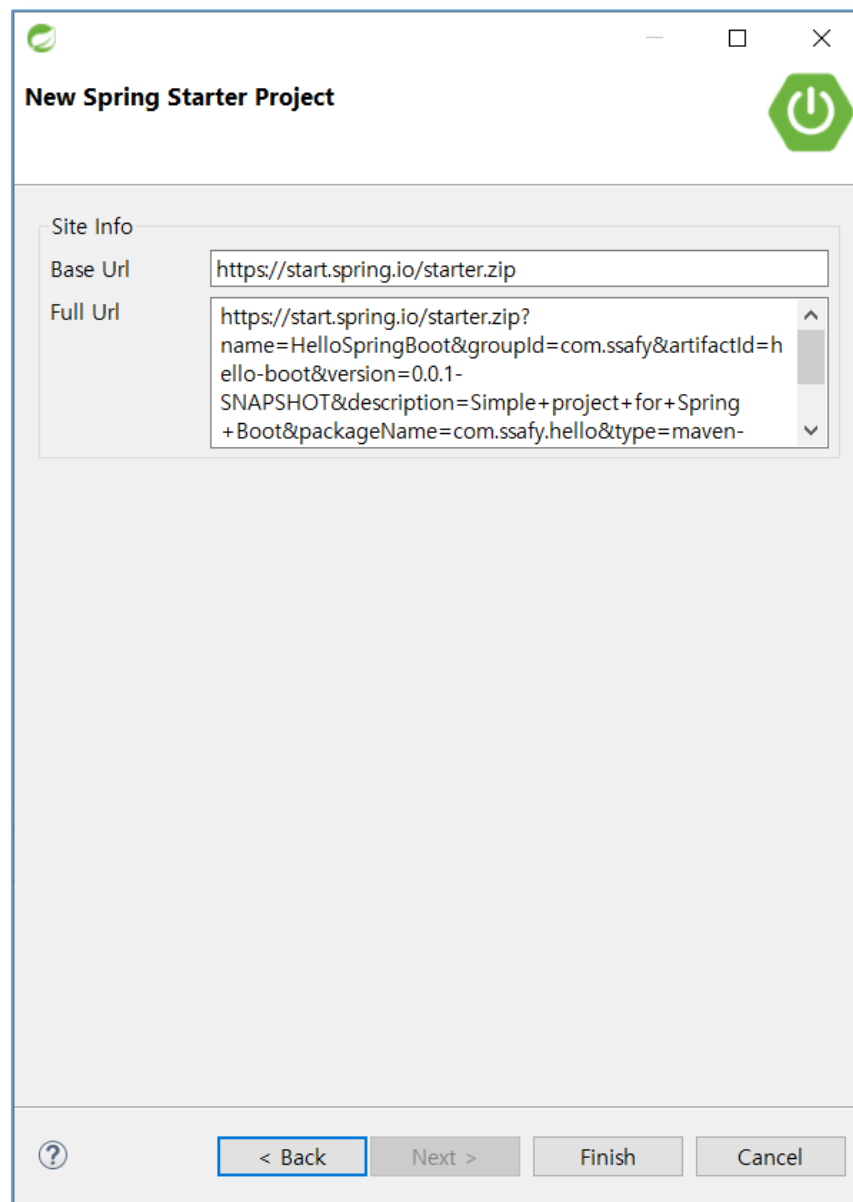 New Spring Starter Project
Site Info
Base Url
https://start.spring.io/starter.zip
Full Url
https://start.spring.io/starter.zip?
name=HelloSpringBoot&groupId=com.ssafy&artifactId=h
ello-boot&version=0.0.1-
SNAPSHOT&description=Simple+project+for+Spring
+Boot&packageName=com.ssafy.hello&type=maven-
?
< Back
Next >
Finish
Cancel